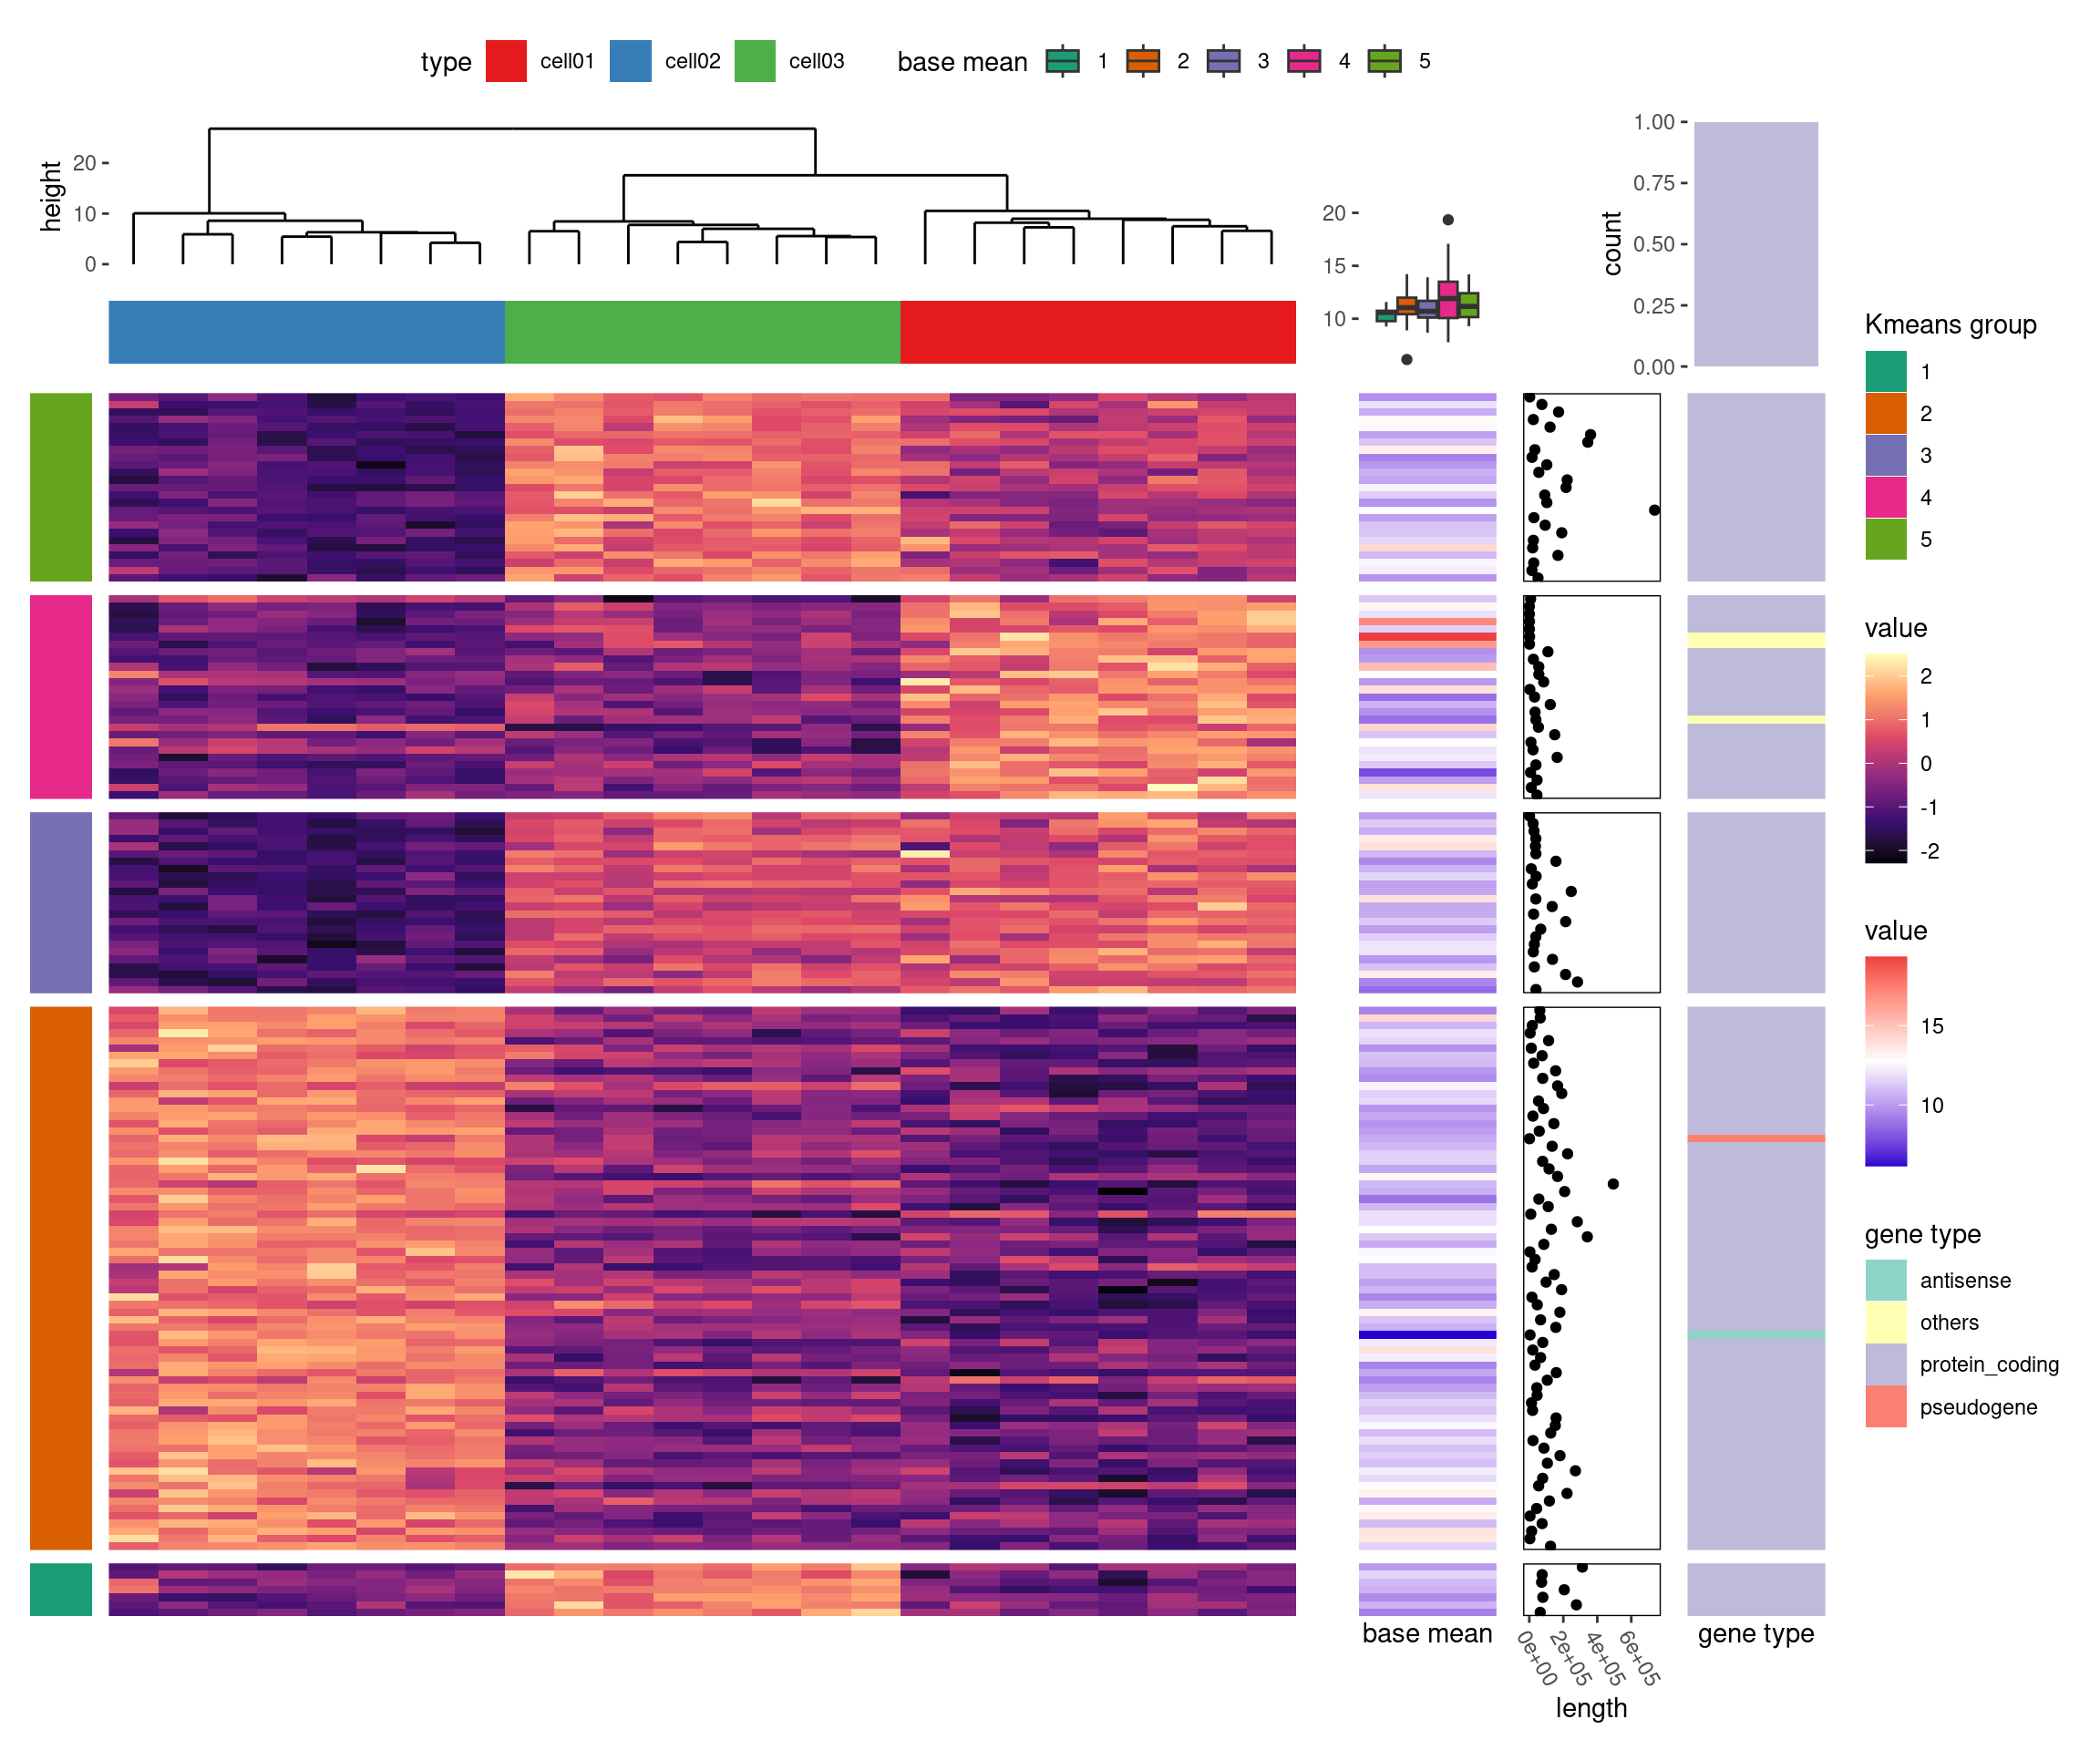 type cell01 cell02 cell03 base mean 1 2 3 4 5
height
20
10
0
20
15
10
count
1.00
0.75
0.50
0.25
0.00
Kmeans group
1
2
3
4
5
value
2
1
0
-1
-2
value
15
10
gene type
antisense
others
protein_coding
pseudogene
base mean
0e+00 2e+05 4e+05 6e+05
length
gene type